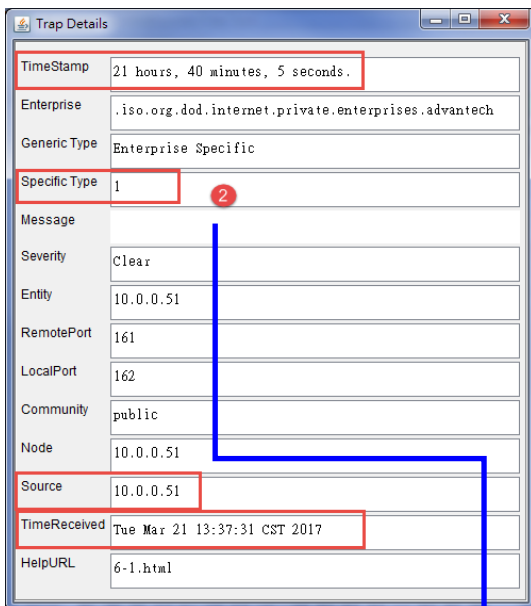 Trap Details
TimeStamp 21 hours, 40 minutes, 5 seconds.
Enterprise .iso.org.dod.internet.private.enterprises.advantech
Generic Type Enterprise Specific
Specific Type 1
2
Message
Severity Clear
Entity 10.0.0.51
RemotePort 161
LocalPort 162
Community public
Node 10.0.0.51
Source 10.0.0.51
TimeReceived Tue Mar 21 13:37:31 CST 2017
HelpURL 6-1.html